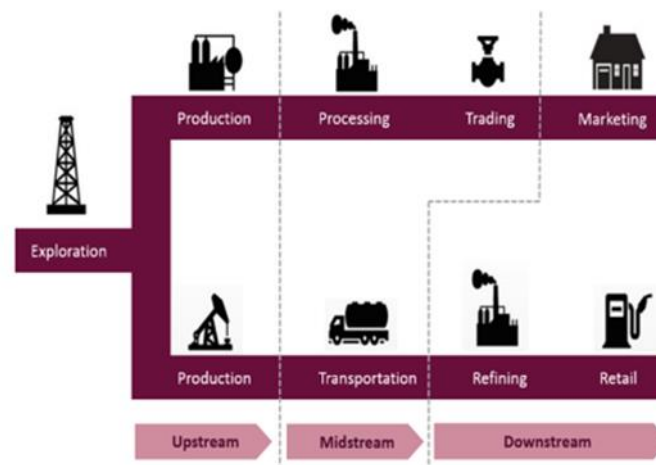 Production
Processing
Trading
Marketing
Exploration
Production
Transportation
Refining
Retail
Upstream
Midstream
Downstream